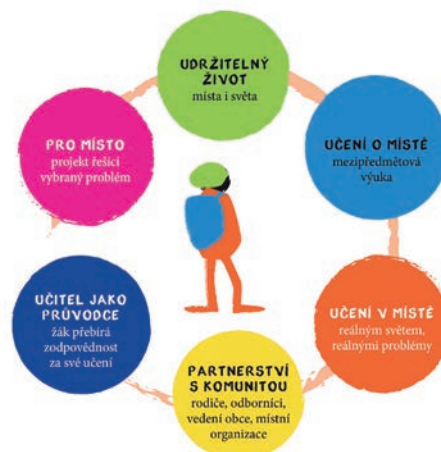 UDRŽITELNÝ
ŽIVOT
místa i světa
UČENÍ O MÍSTĚ
mezipředmětová
výuka
UČENÍ V MÍSTĚ
reálným světem,
reálnými problémy
PARTNERSTVÍ
S KOMUNITOU
rodiče, odborníci,
vedení obce, místní
organizace
UČITEL JAKO
PRŮVODCE
žák přebírá
zodpovědnost
za své učení
PRO MÍSTO
projekt řešící
vybraný problém